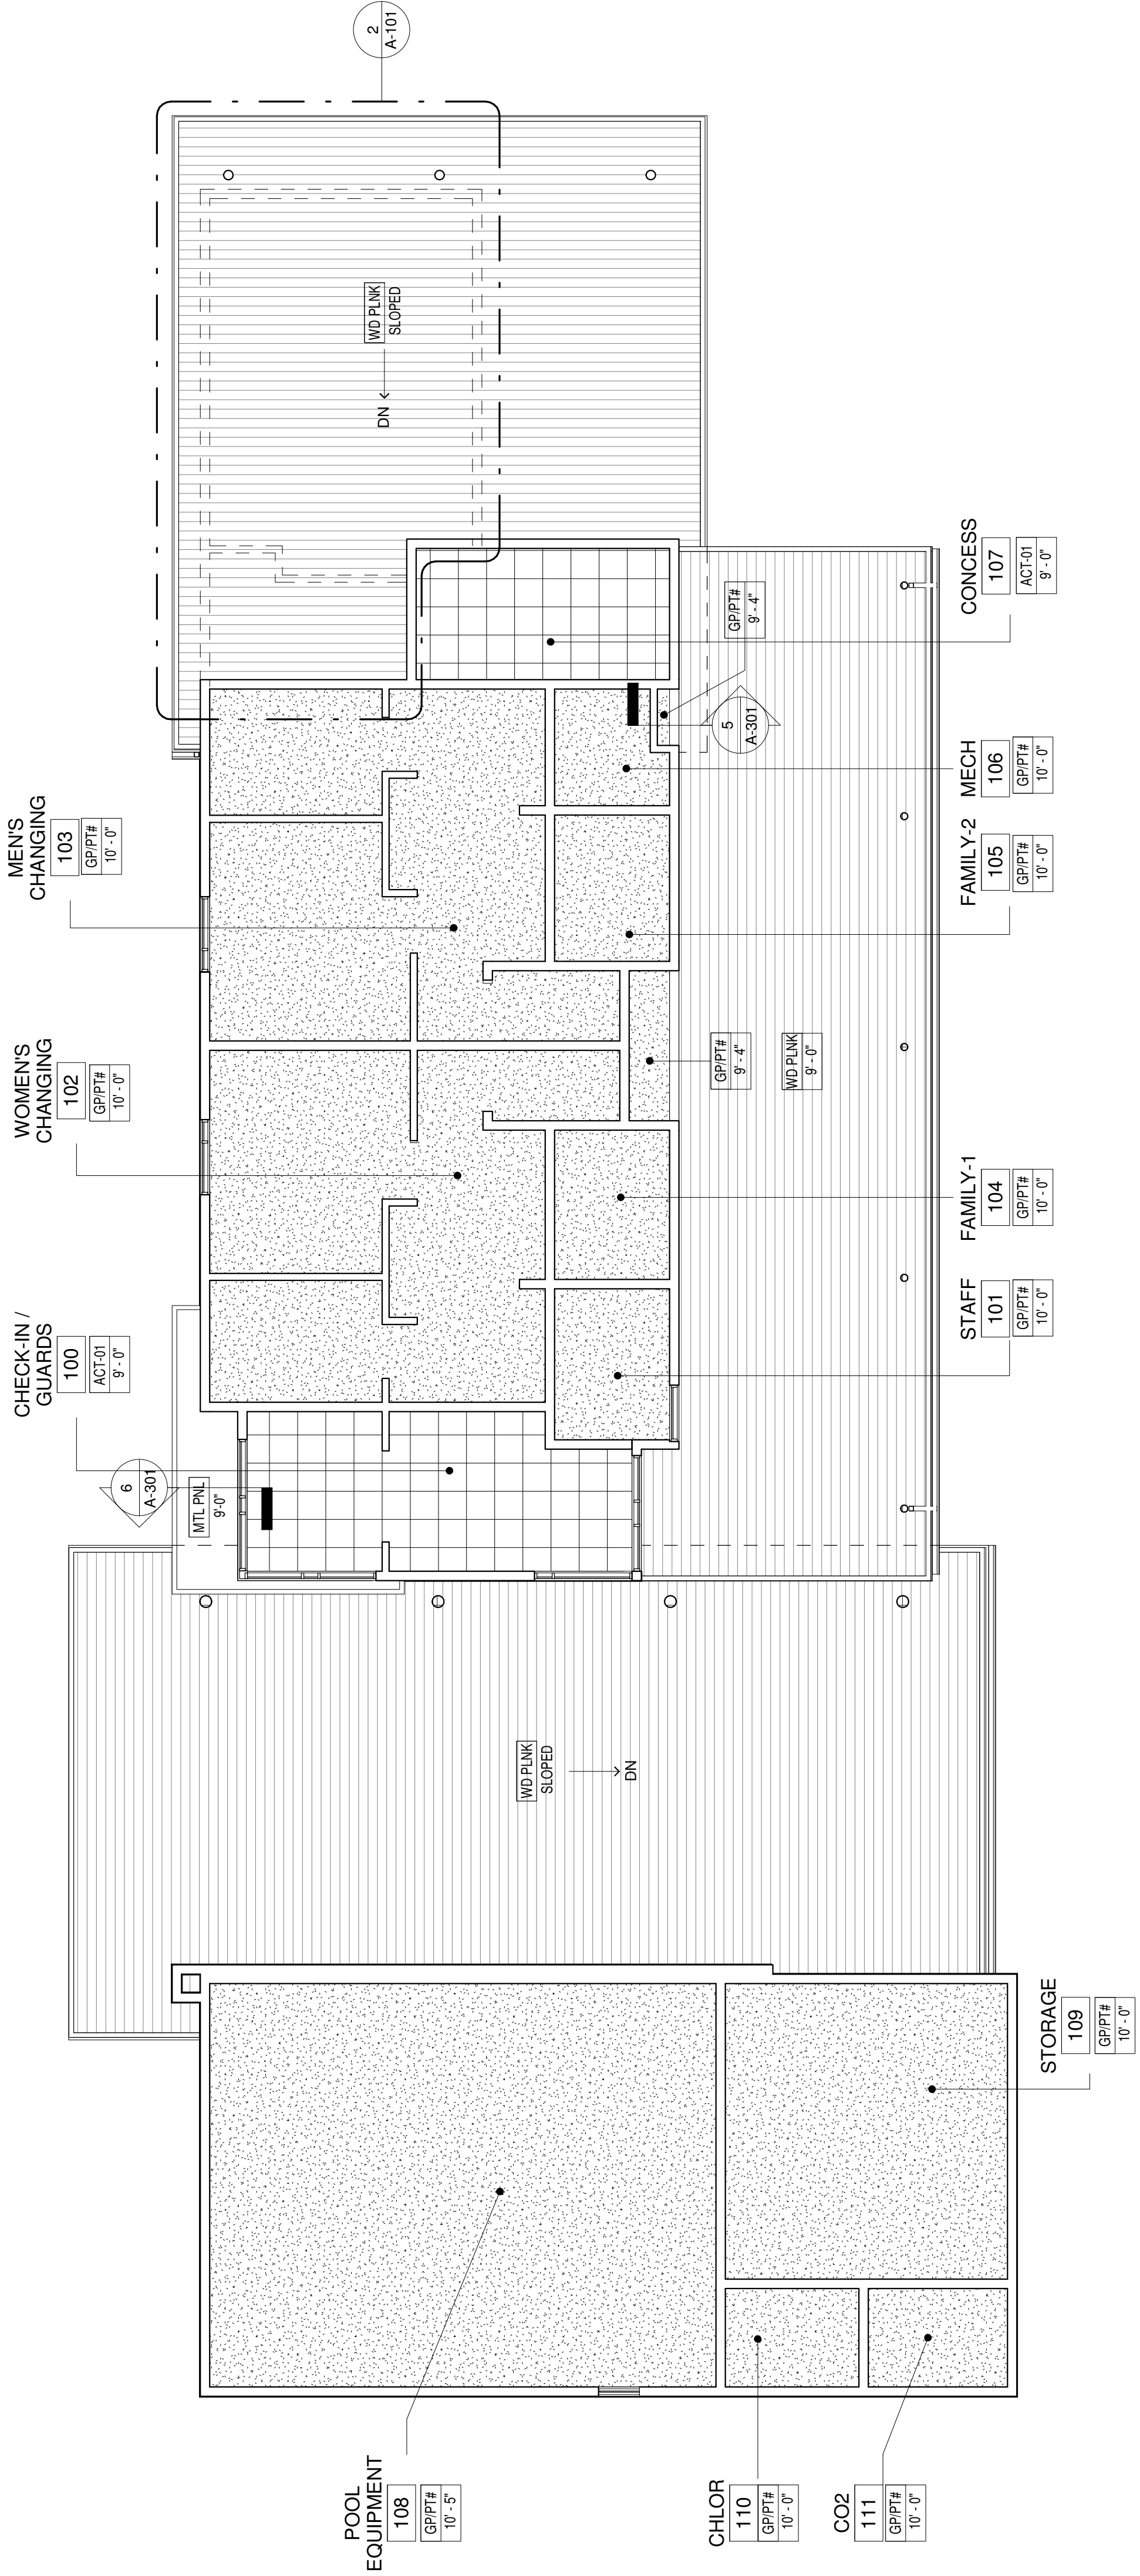 2
A-101
WD PLNK
SLOPED
DN
MEN'S
CHANGING
103
GP/PT#
10' - 0"
WOMEN'S
CHANGING
102
GP/PT#
10' - 0"
CHECK-IN /
GUARDS
100
ACT-01
9' - 0"
6
A-301
MTL PNL
9'-0"
CONCESS
107
ACT-01
9' - 0"
GP/PT#
9' - 4"
5
A-301
MECH
106
GP/PT#
10' - 0"
FAMILY-2
105
GP/PT#
10' - 0"
GP/PT#
9' - 4"
WD PLNK
9' - 0"
FAMILY-1
104
GP/PT#
10' - 0"
STAFF
101
GP/PT#
10' - 0"
WD PLNK
SLOPED
DN
STORAGE
109
GP/PT#
10' - 0"
POOL
EQUIPMENT
108
GP/PT#
10' - 5"
CHLOR
110
GP/PT#
10' - 0"
CO2
111
GP/PT#
10' - 0"